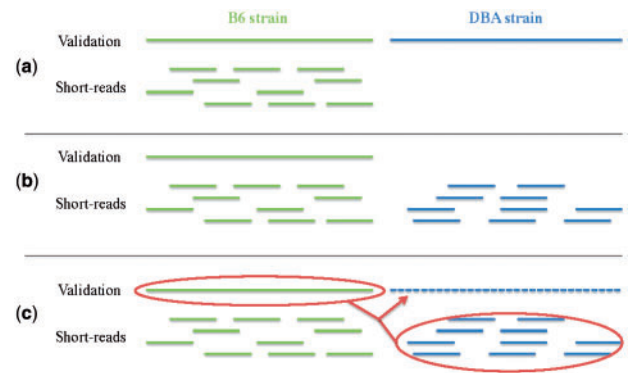 B6 strain DBA strain
Validation
(a)
Short-reads
Validation
(b)
Short-reads
Validation
(c)
Short-reads